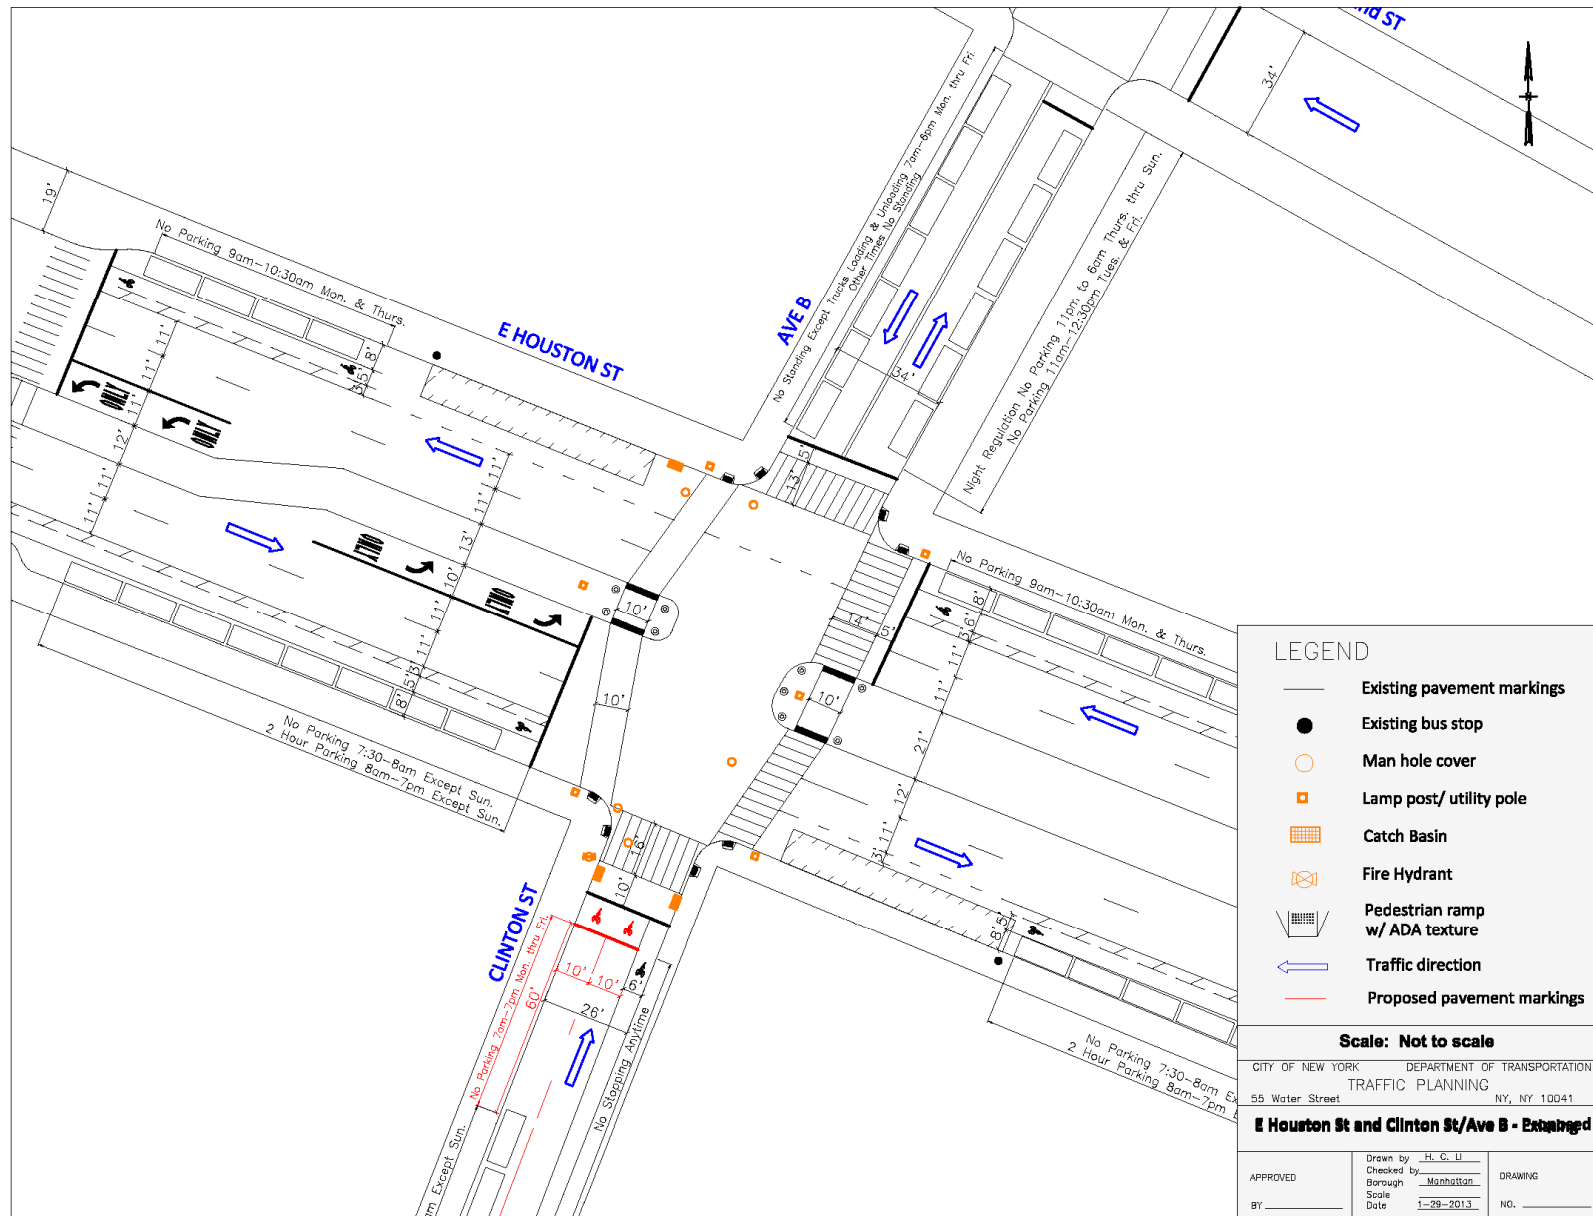 nd ST
34'
19'
No Parking 9am-10:30am Mon. & Thurs.
E HOUSTON ST
AVE B
No Standing Except Trucks Loading & Unloading 7am-6pm Mon. thru Fri.
Other Times No Standing
34'
Night Regulation No Parking 11pm to 6am Thurs. thru Sun.
No Parking 11am-12:30pm Tues. & Fri.
11'
11'
11'
12'
11'
11'
8'
5'
3'
ONLY
ONLY
11'
11'
13'
10'
11'
11'
3'
5'
8'
ONLY
ONLY
5'
13'
10'
10'
14'
5'
10'
No Parking 9am-10:30am Mon. & Thurs.
8'
6'
3'
11'
11'
21'
12'
11'
3'
5'
8'
No Parking 7:30-8am Except Sun.
2 Hour Parking 8am-7pm Except Sun.
16'
10'
CLINTON ST
No Parking 7am-7pm Mon. thru Fri.
60'
10'
10'
6'
26'
No Stopping Anytime
am Except Sun.
No Parking 7:30-8am Ex
2 Hour Parking 8am-7pm E
LEGEND
Existing pavement markings
Existing bus stop
Man hole cover
Lamp post/ utility pole
Catch Basin
Fire Hydrant
Pedestrian ramp
w/ ADA texture
Traffic direction
Proposed pavement markings
Scale: Not to scale
CITY OF NEW YORK DEPARTMENT OF TRANSPORTATION
TRAFFIC PLANNING
55 Water Street NY, NY 10041
E Houston St and Clinton St/Ave B -
APPROVED
BY
Drawn by H. C. LI
Checked by
Borough Manhattan
Scale
Date 1-29-2013
DRAWING
NO.